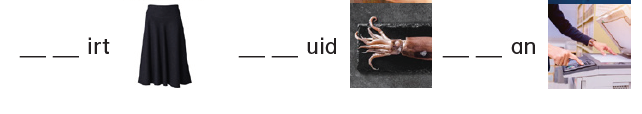 __ __ irt __ __ uid __ __ an